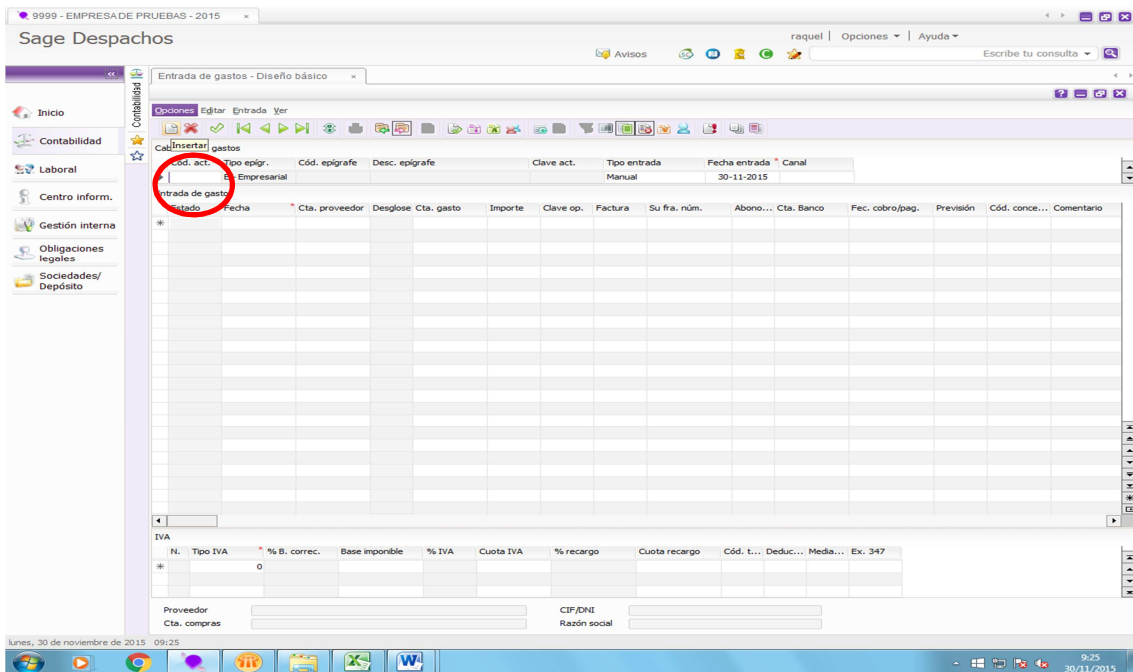 9999 - EMPRESA DE PRUEBAS - 2015 ×
Sage Despachos
raquel | Opciones | Ayuda
Avisos
Escribe tu consulta
Entrada de gastos - Diseño básico ×
Contabilidad
Inicio
Contabilidad
Laboral
Centro inform.
Gestión interna
Obligaciones
legales
Sociedades/
Depósito
Opciones Editar Entrada Ver
Insertar
gastos
Cód. act. Tipo epígr. Cód. epígrafe Desc. epígrafe Clave act. Tipo entrada Fecha entrada * Canal
Empresarial Manual 30-11-2015
Entrada de gastos
Estado Fecha * Cta. proveedor Desglose Cta. gasto Importe Clave op. Factura Su fra. núm. Abono... Cta. Banco Fec. cobro/pag. Previsión Cód. conce... Comentario
IVA
N. Tipo IVA * % B. correc. Base imponible % IVA Cuota IVA % recargo Cuota recargo Cód. t... Deduc... Media... Ex. 347
* 0
Proveedor CIF/DNI
Cta. compras Razón social
lunes, 30 de noviembre de 2015 09:25
9:25
30/11/2015